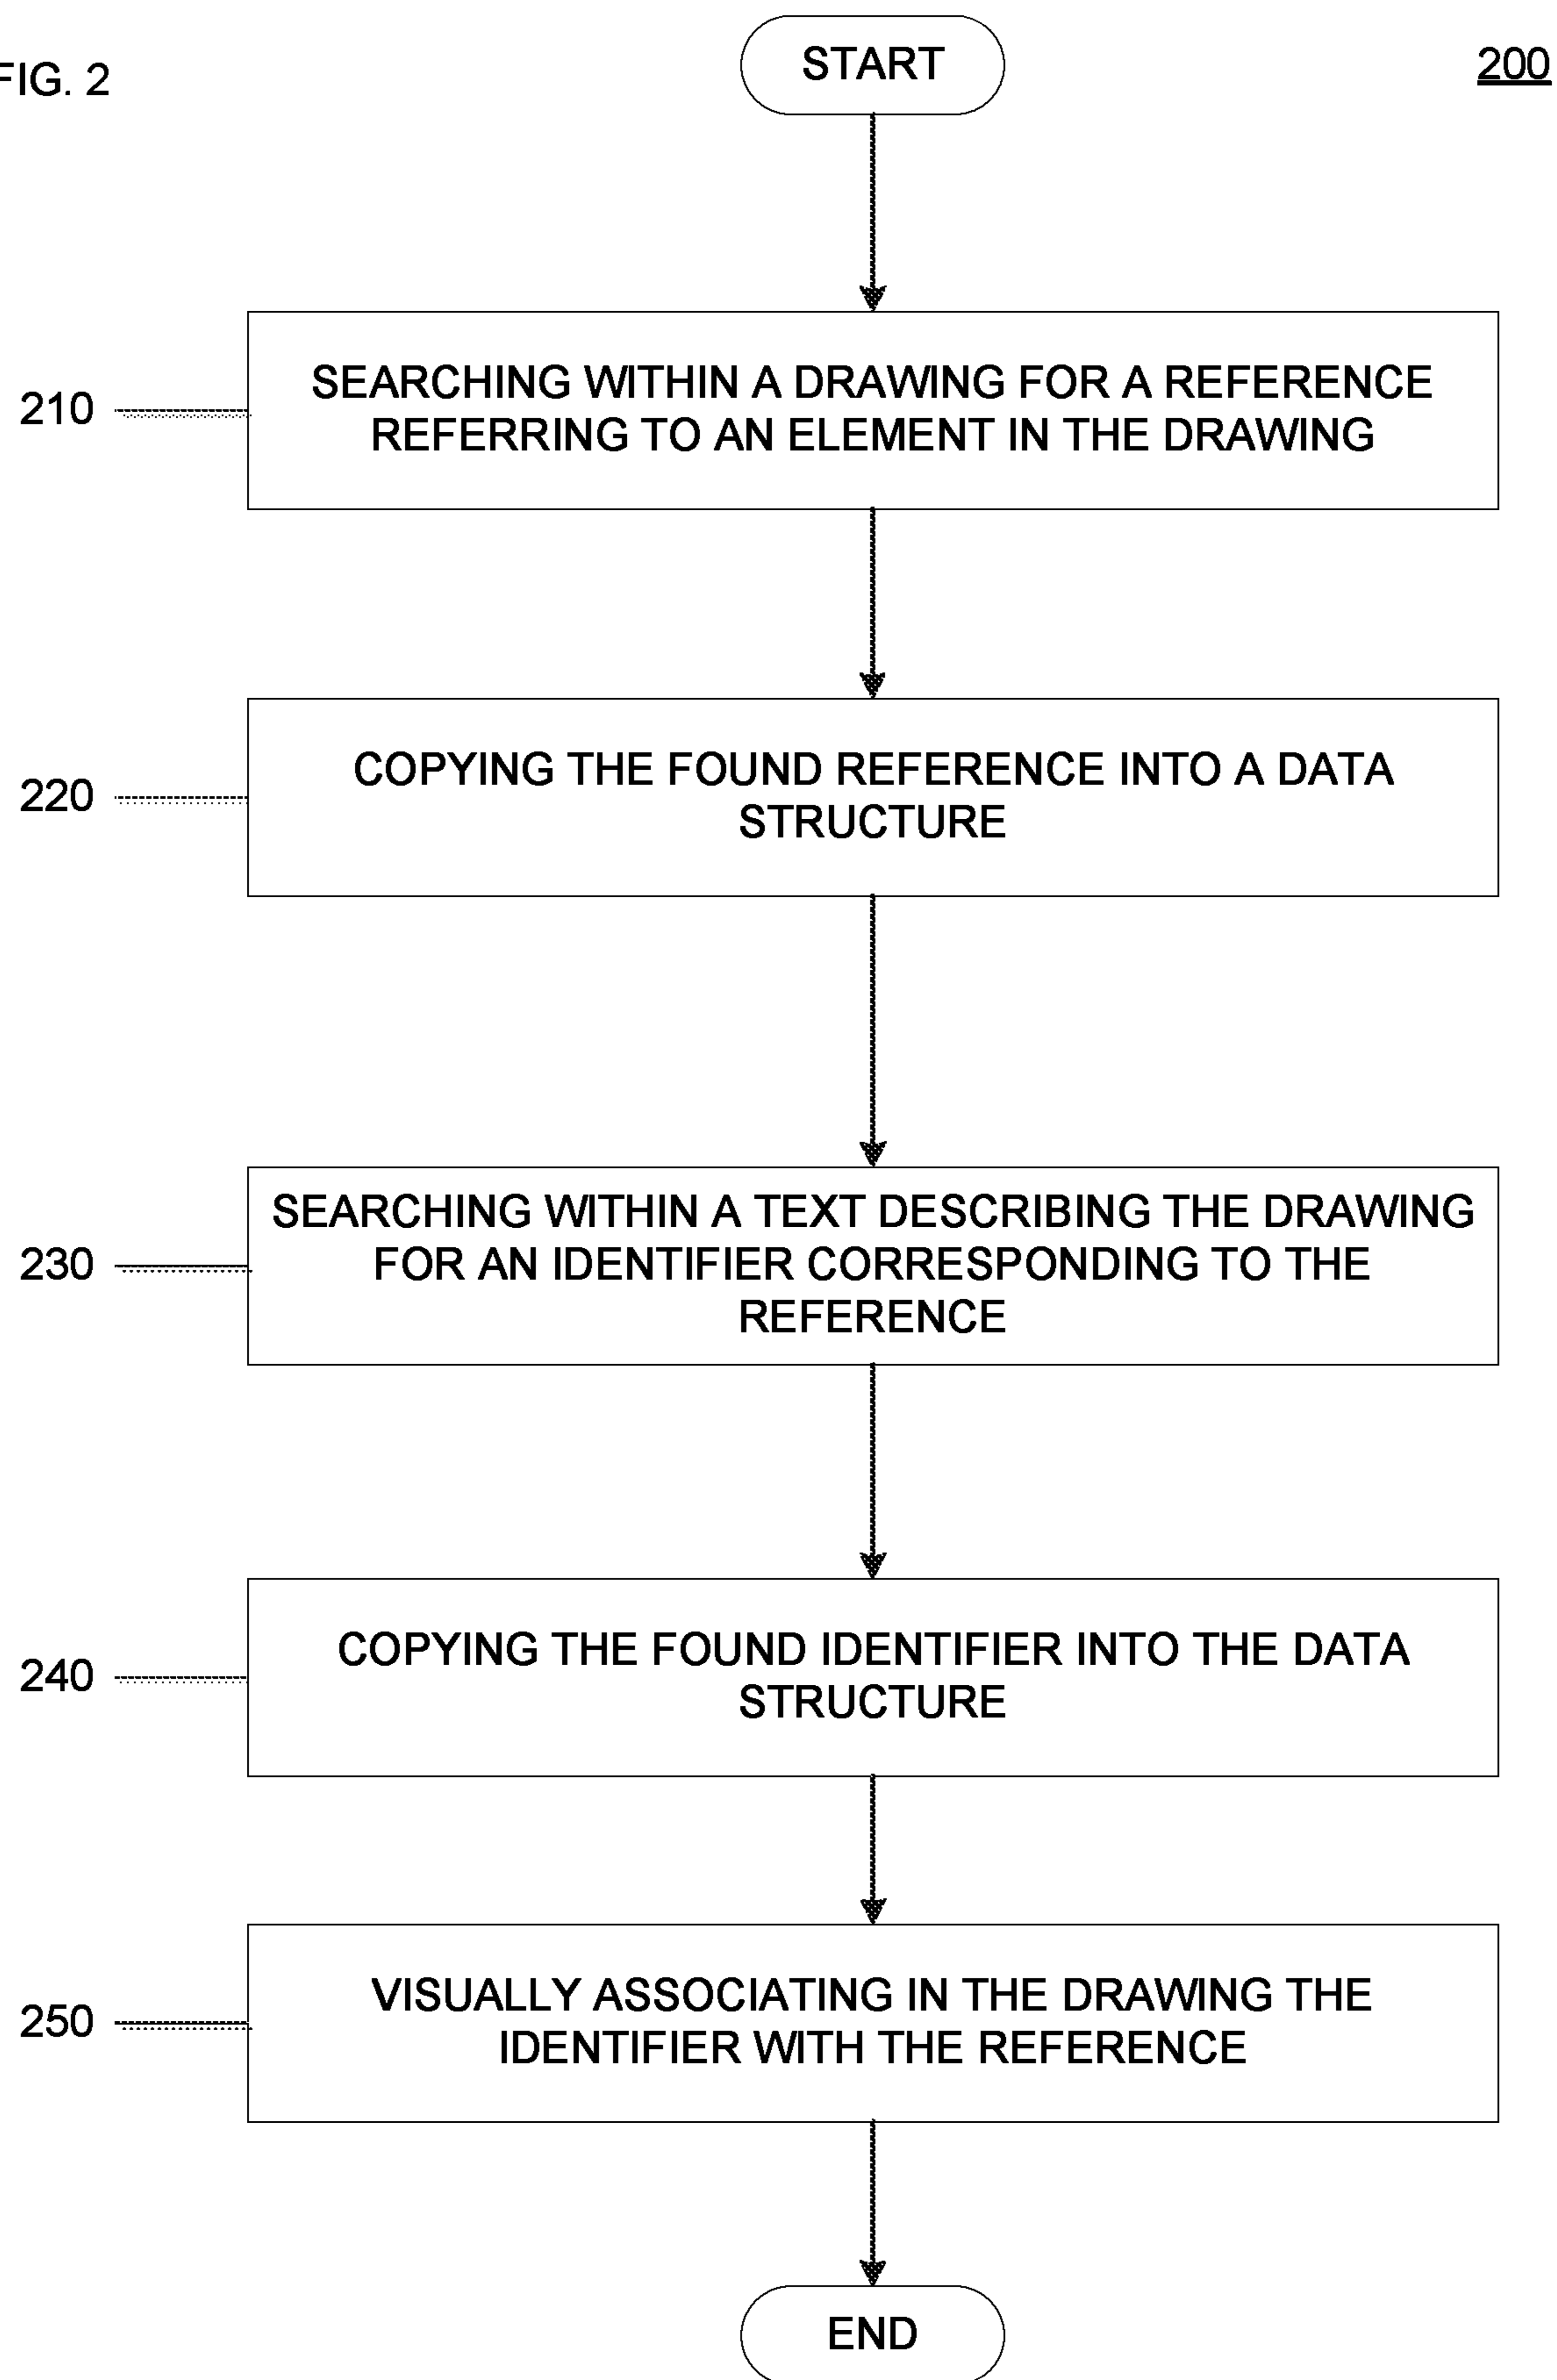 FIG. 2
START
200
210
SEARCHING WITHIN A DRAWING FOR A REFERENCE
REFERRING TO AN ELEMENT IN THE DRAWING
220
COPYING THE FOUND REFERENCE INTO A DATA
STRUCTURE
230
SEARCHING WITHIN A TEXT DESCRIBING THE DRAWING
FOR AN IDENTIFIER CORRESPONDING TO THE
REFERENCE
240
COPYING THE FOUND IDENTIFIER INTO THE DATA
STRUCTURE
250
VISUALLY ASSOCIATING IN THE DRAWING THE
IDENTIFIER WITH THE REFERENCE
END